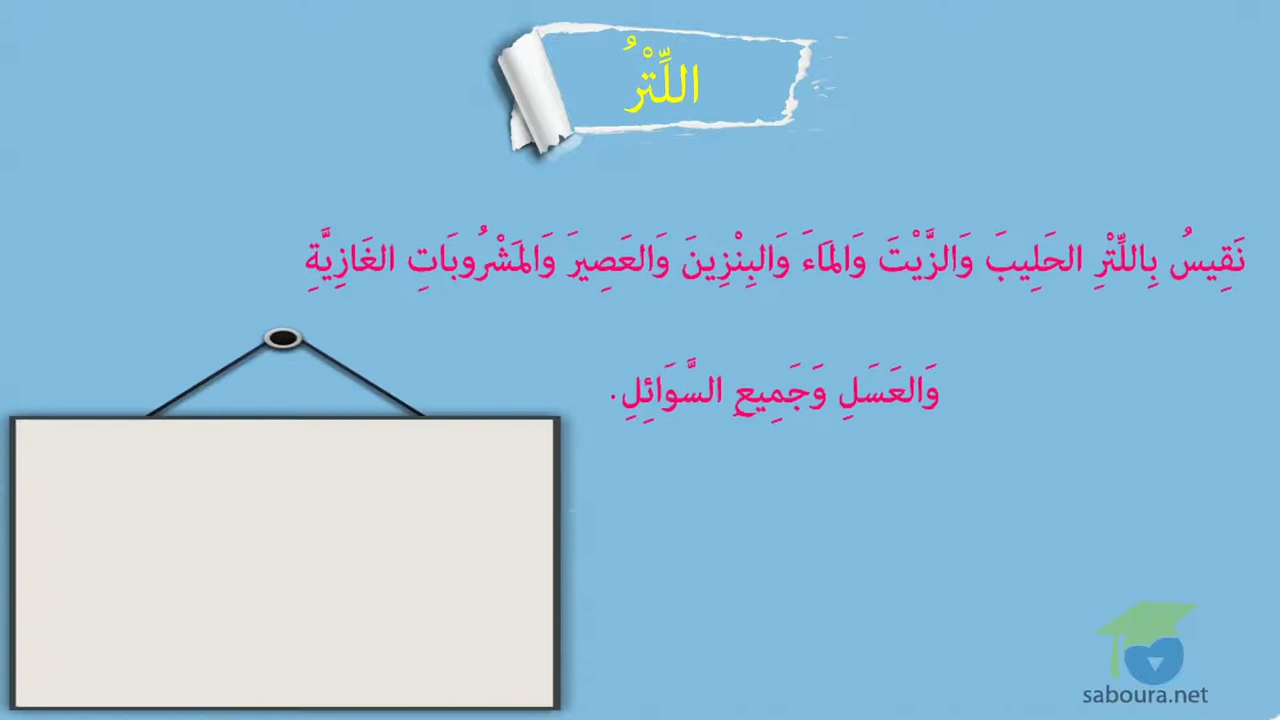 اللِّتْرُ
نَقِيسُ بِاللِّتْرِ الحَلِيبَ وَالزَّيْتَ وَالمَاءَ وَالبِنْزِينَ وَالعَصِيرَ وَالمَشْرُوبَاتِ الغَازِيَّةِ
وَالعَسَلِ وَجَمِيعِ السَّوَائِلِ.
saboura.net